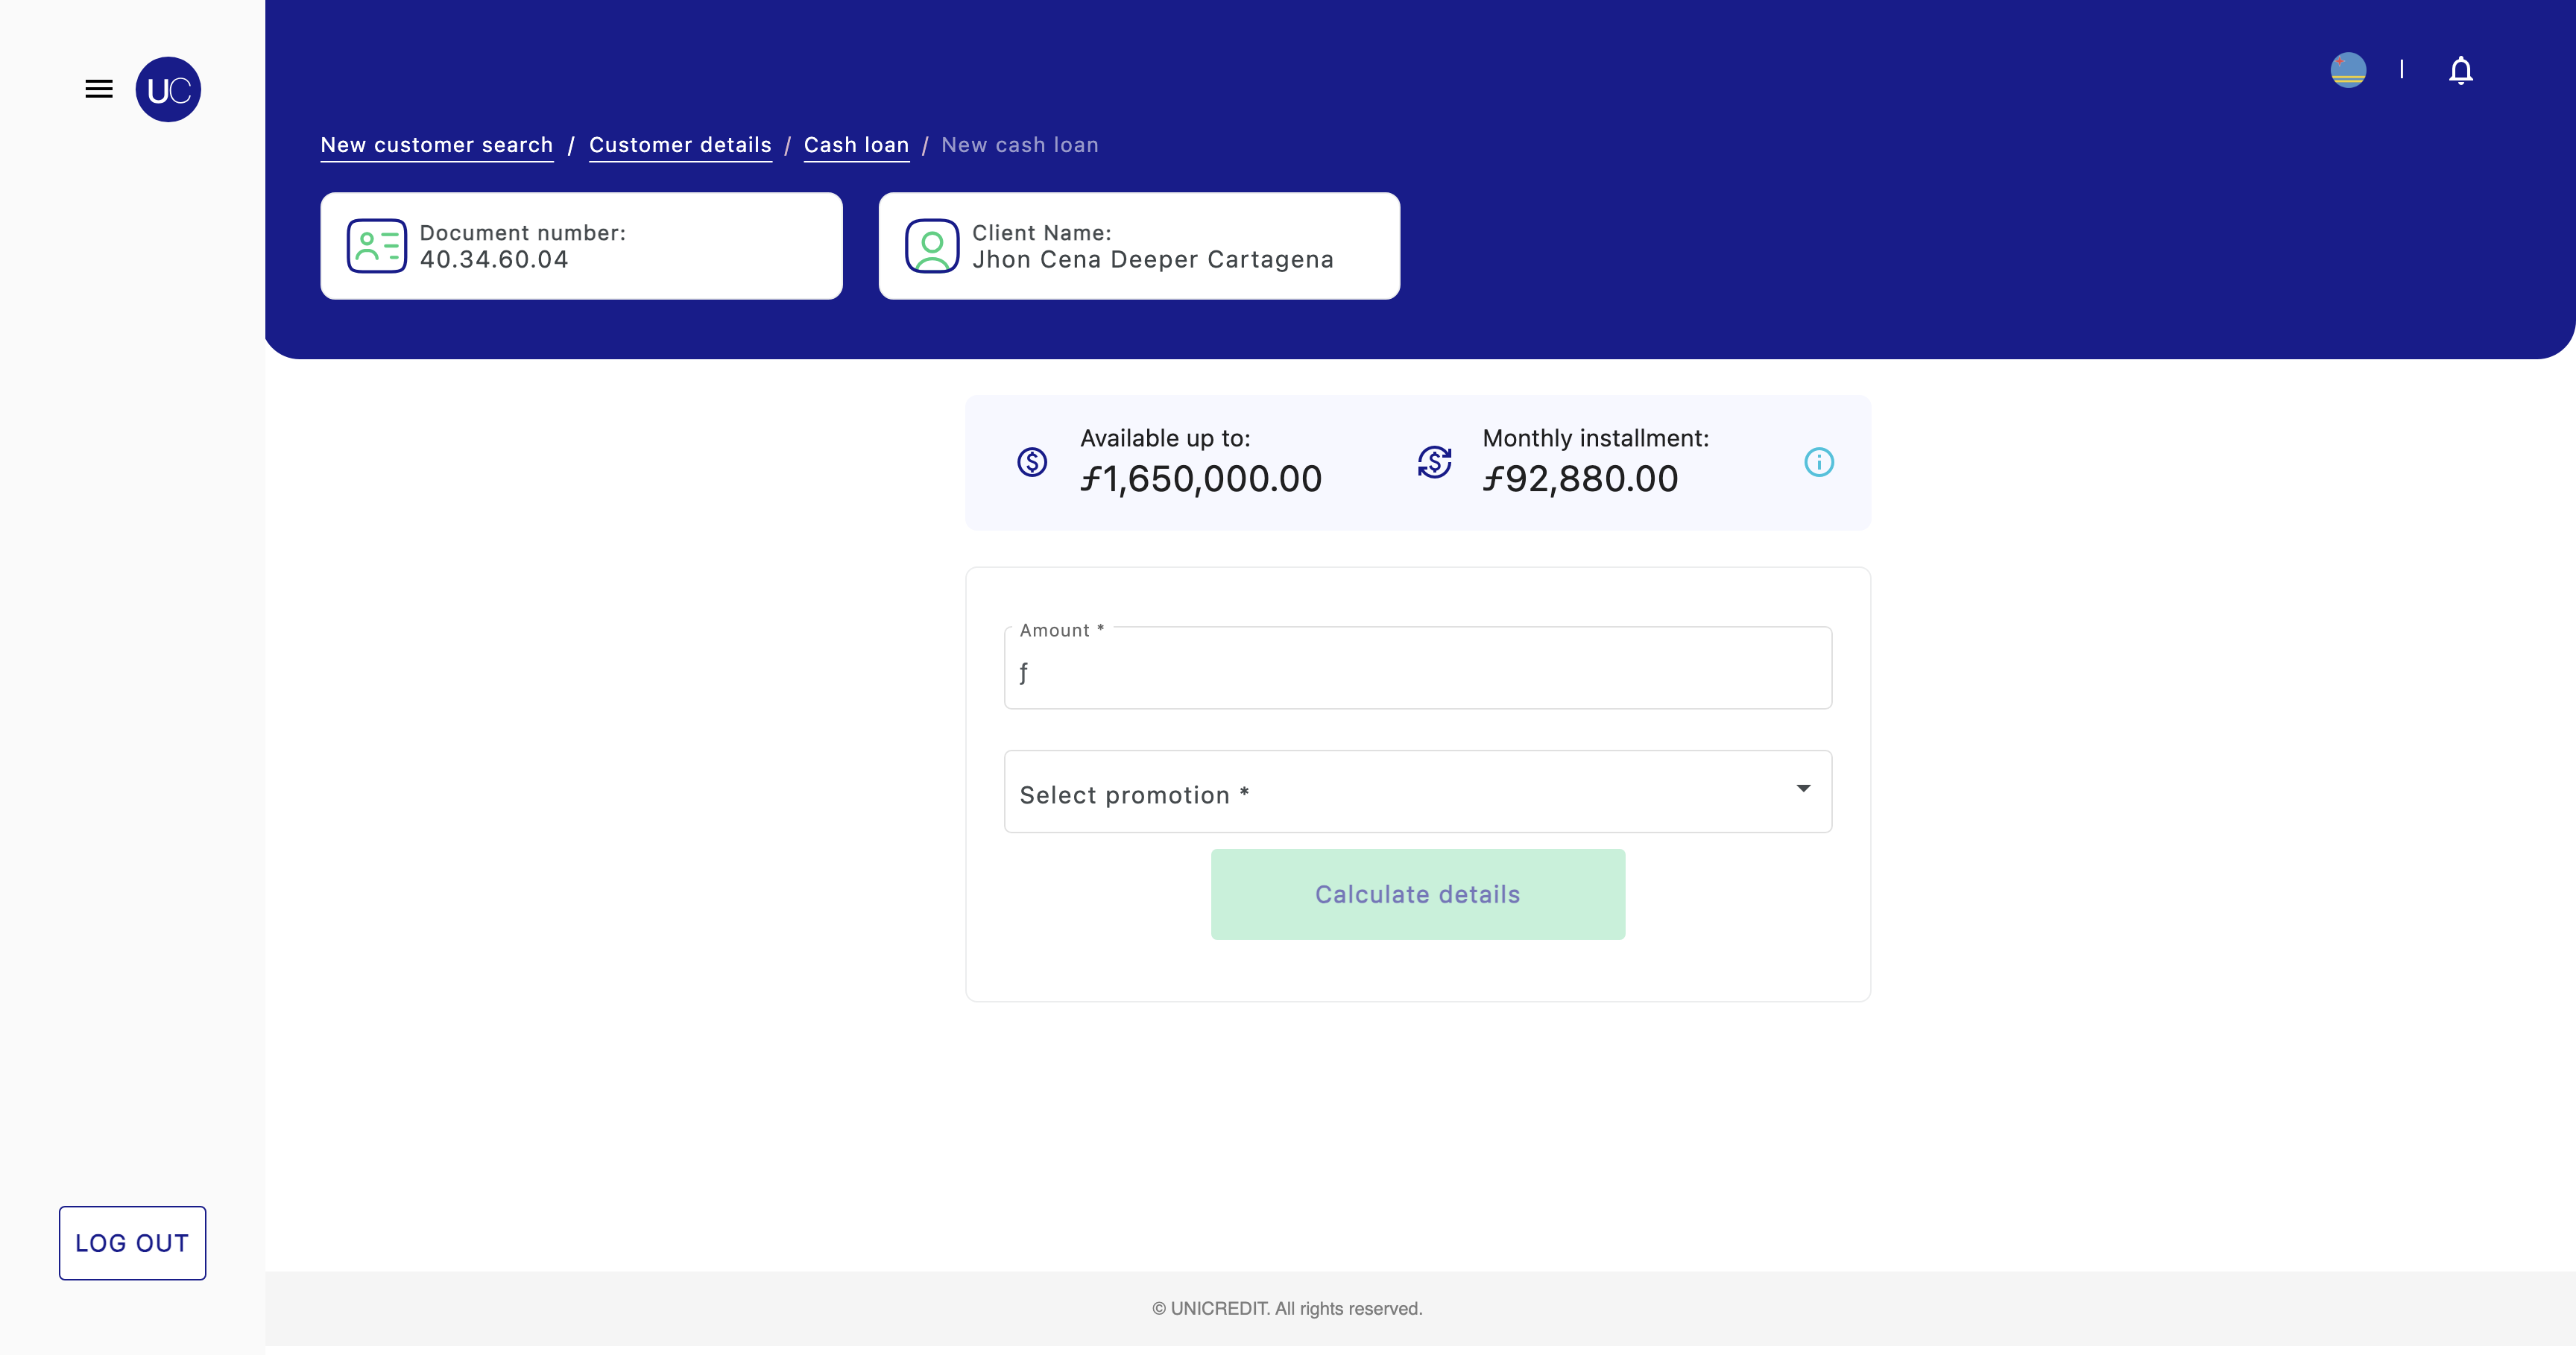 UC
New customer search / Customer details / Cash loan / New cash loan
Document number:
40.34.60.04
Client Name:
Jhon Cena Deeper Cartagena
Available up to:
ƒ1,650,000.00
Monthly installment:
ƒ92,880.00
Amount *
ƒ
Select promotion *
Calculate details
LOG OUT
© UNICREDIT. All rights reserved.